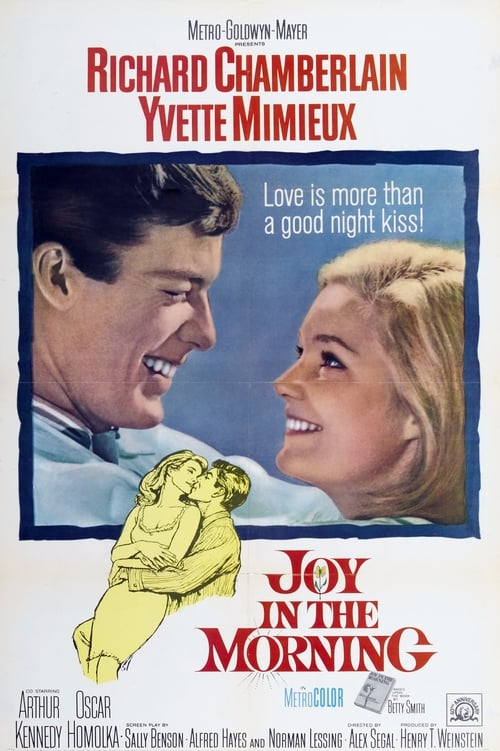 METRO-GOLDWYN-MAYER
PRESENTS
RICHARD CHAMBERLAIN
YVETTE MIMIEUX
Love is more than
a good night kiss!
JOY
IN THE
MORNING
IN
METROCOLOR
BASED
UPON
THE BOOK
BY
BETTY SMITH
CO-STARRING
ARTHUR KENNEDY
OSCAR HOMOLKA
SCREEN PLAY BY
SALLY BENSON · ALFRED HAYES AND NORMAN LESSING
DIRECTED BY
ALEX SEGAL
PRODUCED BY
HENRY T. WEINSTEIN